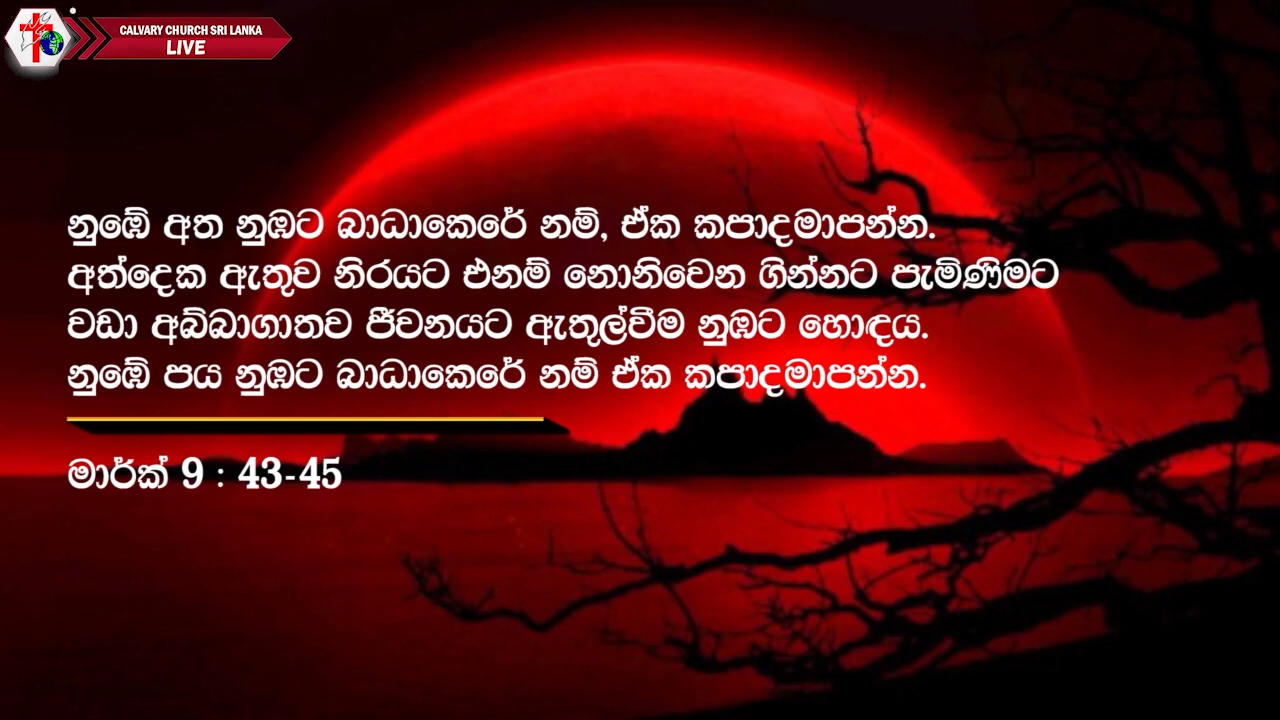 CALVARY CHURCH SRI LANKA
LIVE
නුඹේ අත නුඹට බාධාකෙරේ නම්, ඒක කපාදමාපන්න.
අත්දෙක ඇතුව නිරයට එනම් නොනිවෙන ගින්නට පැමිණීමට
වඩා අබ්බාගාතව ජීවනයට ඇතුල්වීම නුඹට හොඳය.
නුඹේ පය නුඹට බාධාකෙරේ නම් ඒක කපාදමාපන්න.
මාර්ක් 9 : 43-45